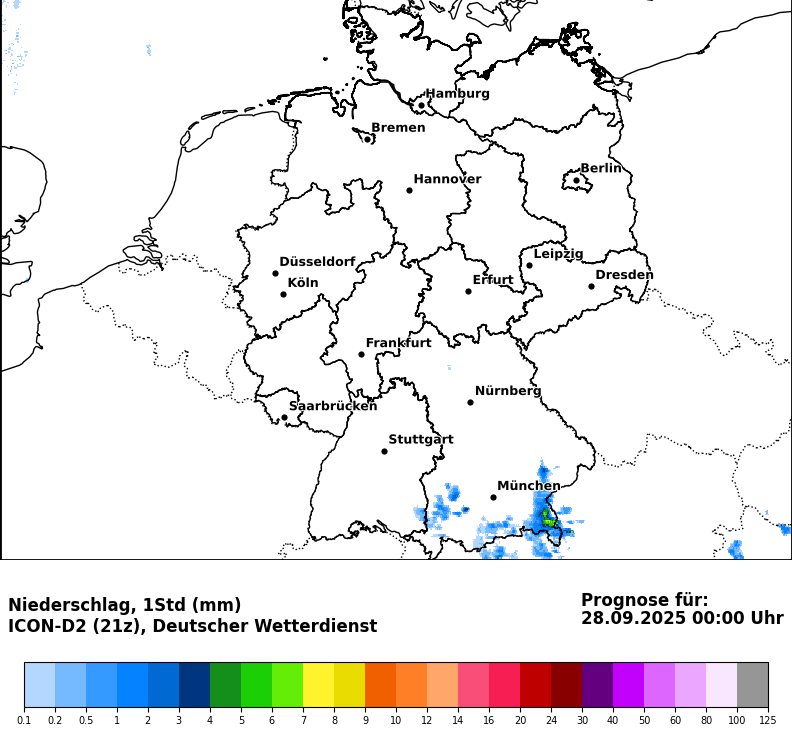 Hamburg
Bremen
Berlin
Hannover
Leipzig
Düsseldorf
Dresden
Köln
Erfurt
Frankfurt
Nürnberg
Saarbrücken
Stuttgart
München
Niederschlag, 1Std (mm)
ICON-D2 (21z), Deutscher Wetterdienst
Prognose für:
28.09.2025 00:00 Uhr
0.1 0.2 0.5 1 2 3 4 5 6 7 8 9 10 12 14 16 20 24 30 40 50 60 80 100 125